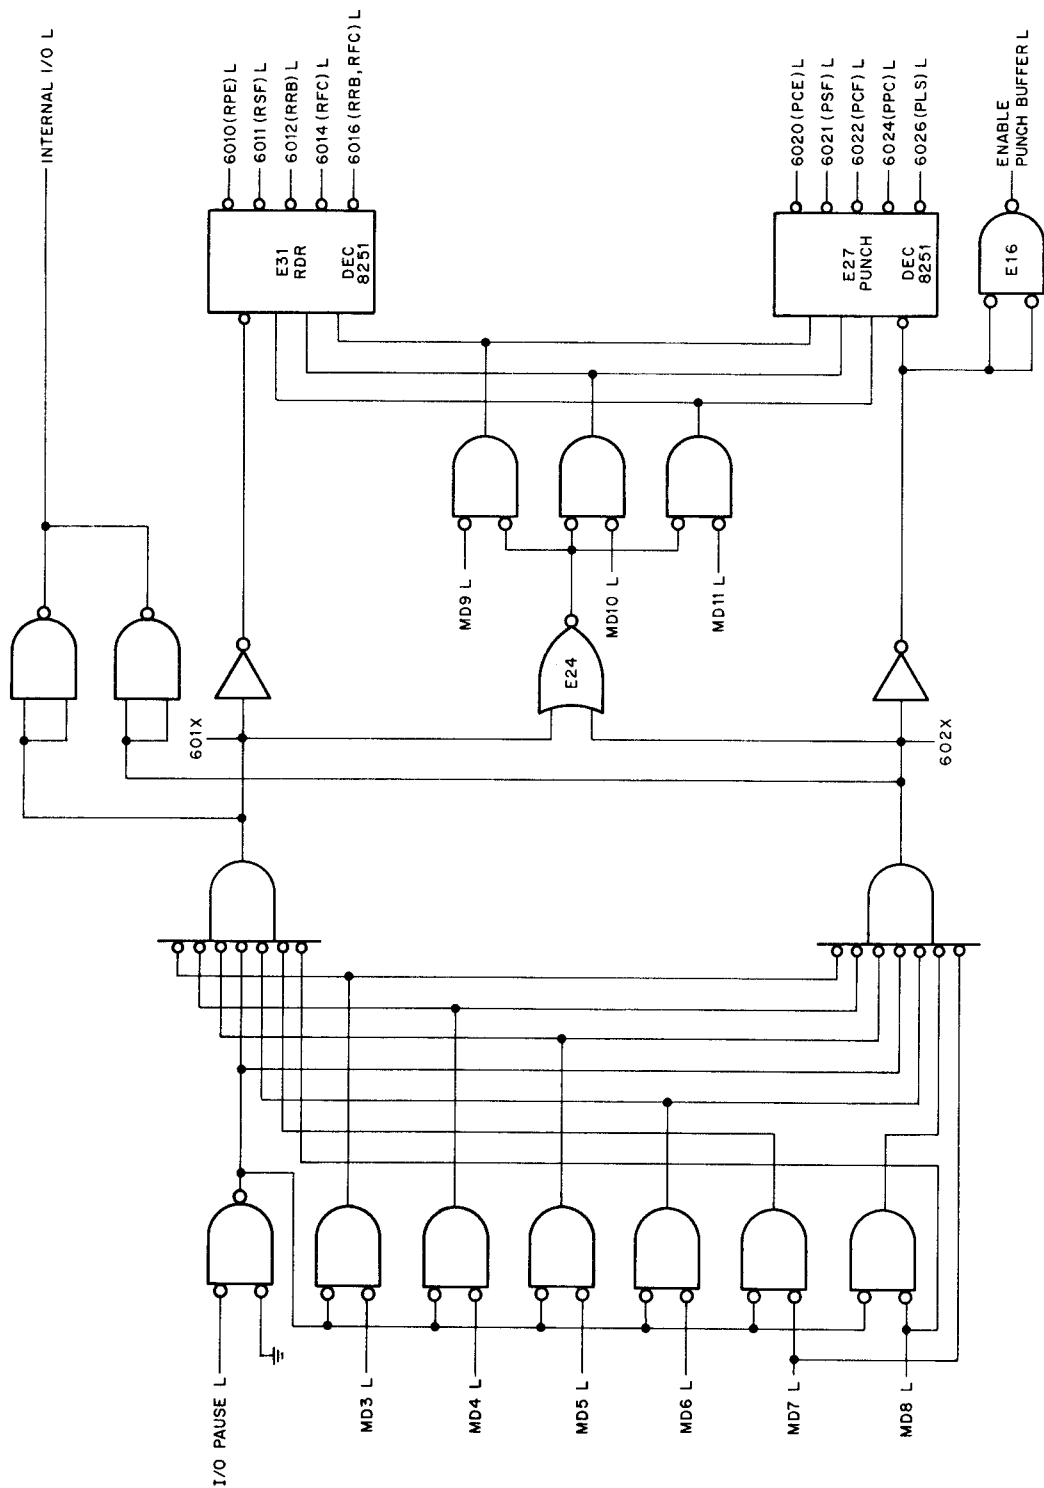 I/O PAUSE L
MD3 L
MD4 L
MD5 L
MD6 L
MD7 L
MD8 L
601X
602X
E24
MD9 L
MD10 L
MD11 L
INTERNAL I/O L
E31
RDR
DEC
8251
6010(RPE) L
6011(RSF) L
6012(RRB) L
6014(RFC) L
6016(RRB,RFC) L
E27
PUNCH
DEC
8251
6020(PCE) L
6021(PSF) L
6022(PCF) L
6024(PPC) L
6026(PLS) L
E16
ENABLE
PUNCH BUFFER L